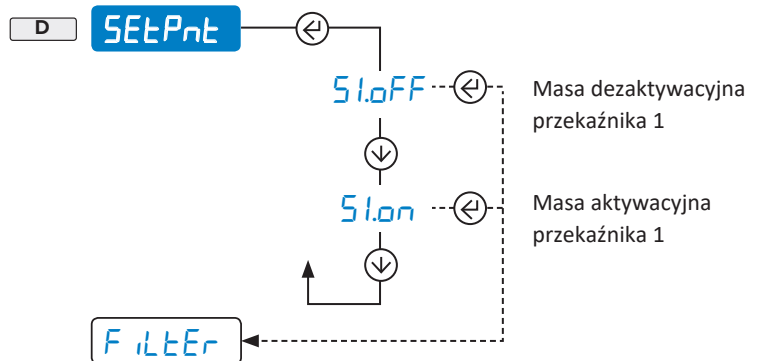 D SEtPnt
S1.oFF
Masa dezaktywacyjna
przekaźnika 1
S1.on
Masa aktywacyjna
przekaźnika 1
FiLtEr